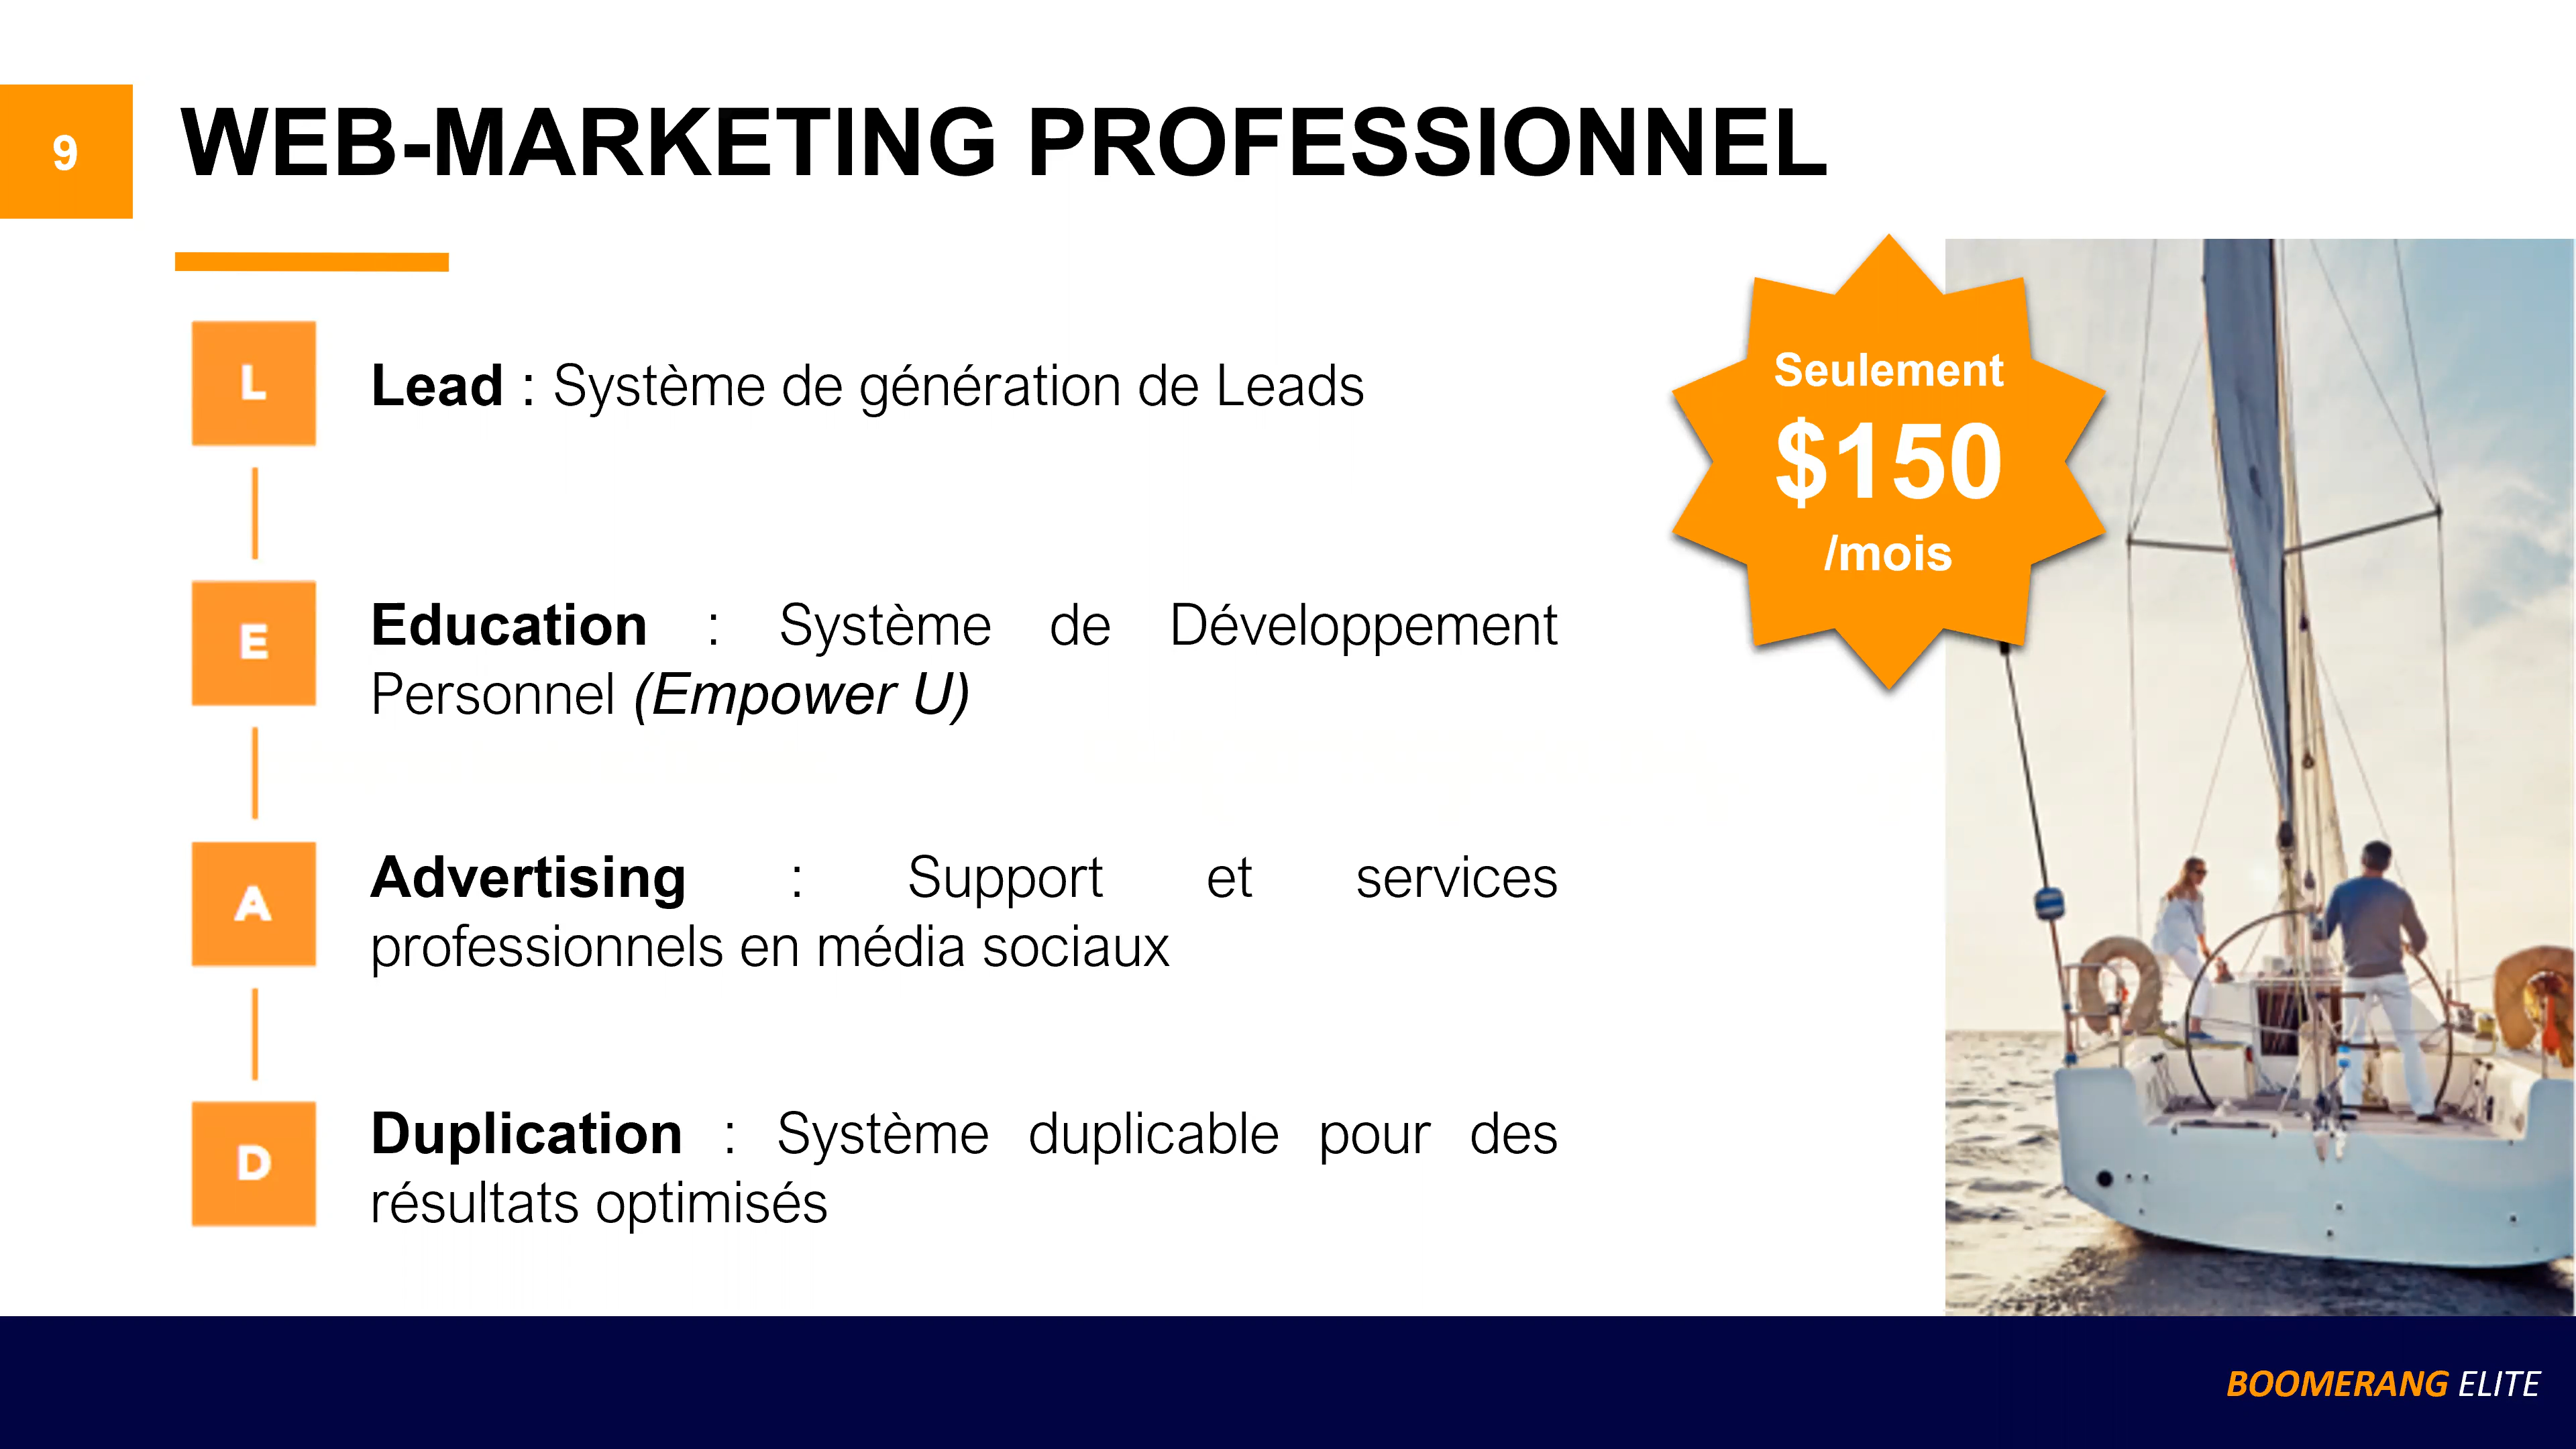 9
WEB-MARKETING PROFESSIONNEL
L
Lead : Système de génération de Leads
E
Education : Système de Développement
Personnel (Empower U)
A
Advertising : Support et services
professionnels en média sociaux
D
Duplication : Système duplicable pour des
résultats optimisés
Seulement
$150
/mois
BOOMERANG ELITE